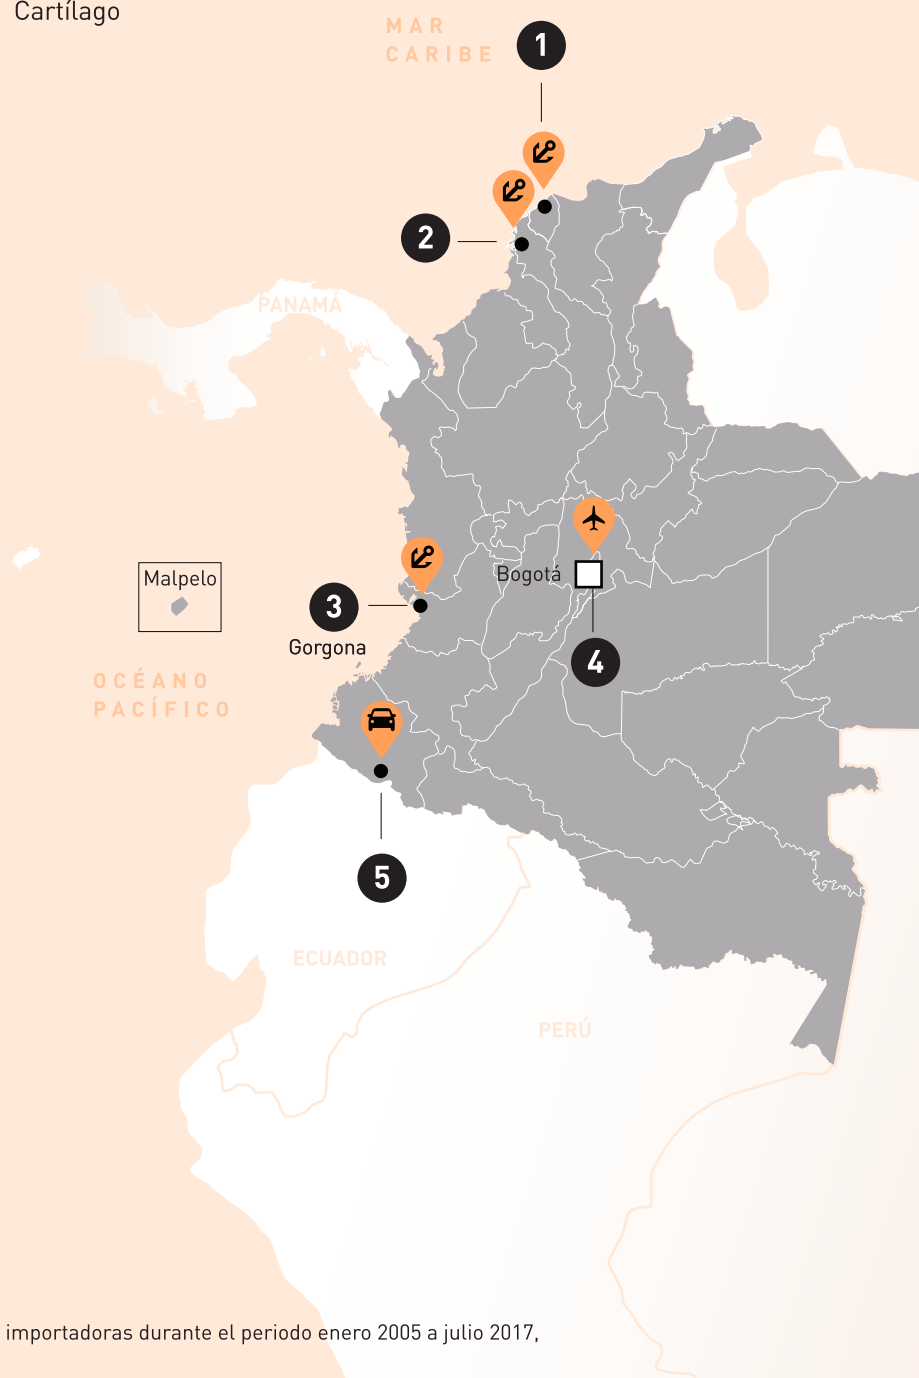 Cartílago
MAR
CARIBE
1
2
PANAMÁ
Bogotá
Malpelo
3
Gorgona
4
OCÉANO
PACÍFICO
5
ECUADOR
PERÚ
importadoras durante el periodo enero 2005 a julio 2017,